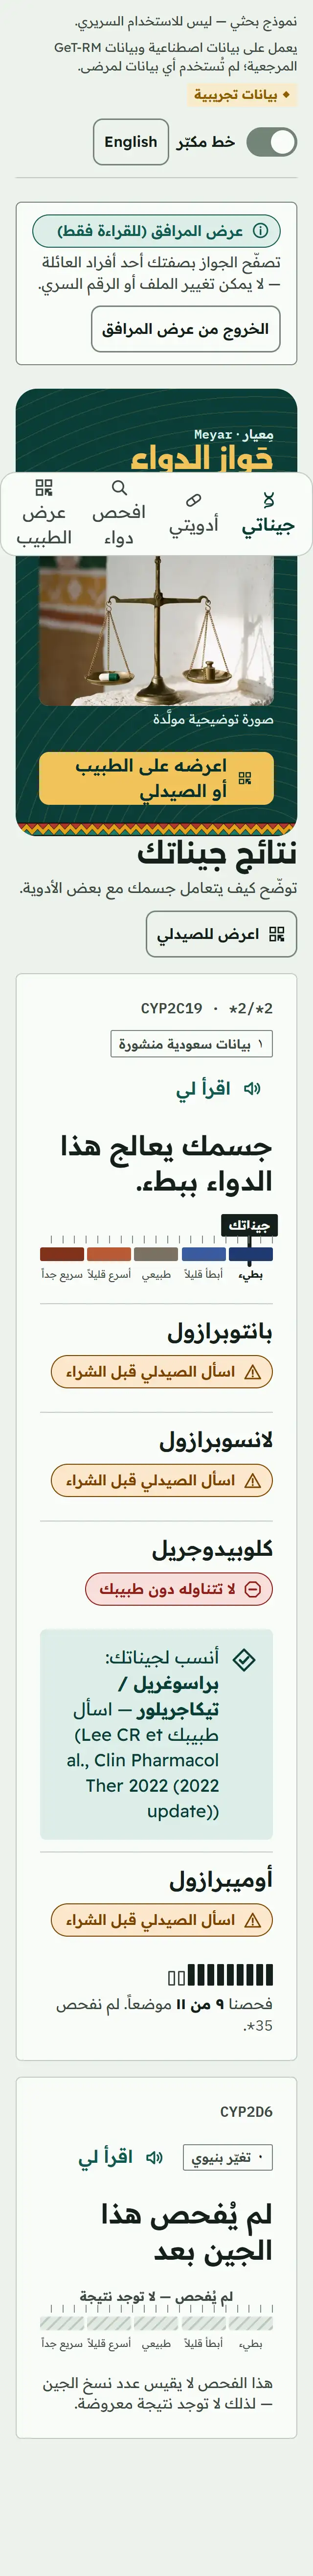 نموذج بحثي — ليس للاستخدام السريري.
يعمل على بيانات اصطناعية وبيانات GeT-RM
المرجعية؛ لم تُستخدم أي بيانات لمرضى.
بيانات تجريبية
خط مكبّر
English
عرض المرافق (للقراءة فقط)
تصفّح الجواز بصفتك أحد أفراد العائلة
— لا يمكن تغيير الملف أو الرقم السري.
الخروج من عرض المرافق
مِعيار · Meyar
جَواز الدواء
جيناتي
أدويتي
افحص
دواء
عرض
الطبيب
صورة توضيحية مولَّدة
اعرضه على الطبيب
أو الصيدلي
نتائج جيناتك
توضّح كيف يتعامل جسمك مع بعض الأدوية.
اعرض للصيدلي
CYP2C19 · *2/*2
١ بيانات سعودية منشورة
اقرأ لي
جسمك يعالج هذا
الدواء ببطء.
جيناتك
بطيء
أبطأ قليلاً
طبيعي
أسرع قليلاً
سريع جداً
بانتوبرازول
اسأل الصيدلي قبل الشراء
لانسوبرازول
اسأل الصيدلي قبل الشراء
كلوبيدوجريل
لا تتناوله دون طبيبك
أنسب لجيناتك:
براسوغريل /
تيكاجريلور — اسأل
طبيبك (Lee CR et
al., Clin Pharmacol
Ther 2022 (2022
update))
أوميبرازول
اسأل الصيدلي قبل الشراء
فحصنا ٩ من ١١ موضعاً. لم نفحص
*35.
CYP2D6
· تغيّر بنيوي
اقرأ لي
لم يُفحص هذا
الجين بعد
لم يُفحص — لا توجد نتيجة
بطيء
أبطأ قليلاً
طبيعي
أسرع قليلاً
سريع جداً
هذا الفحص لا يقيس عدد نسخ الجين
— لذلك لا توجد نتيجة معروضة.